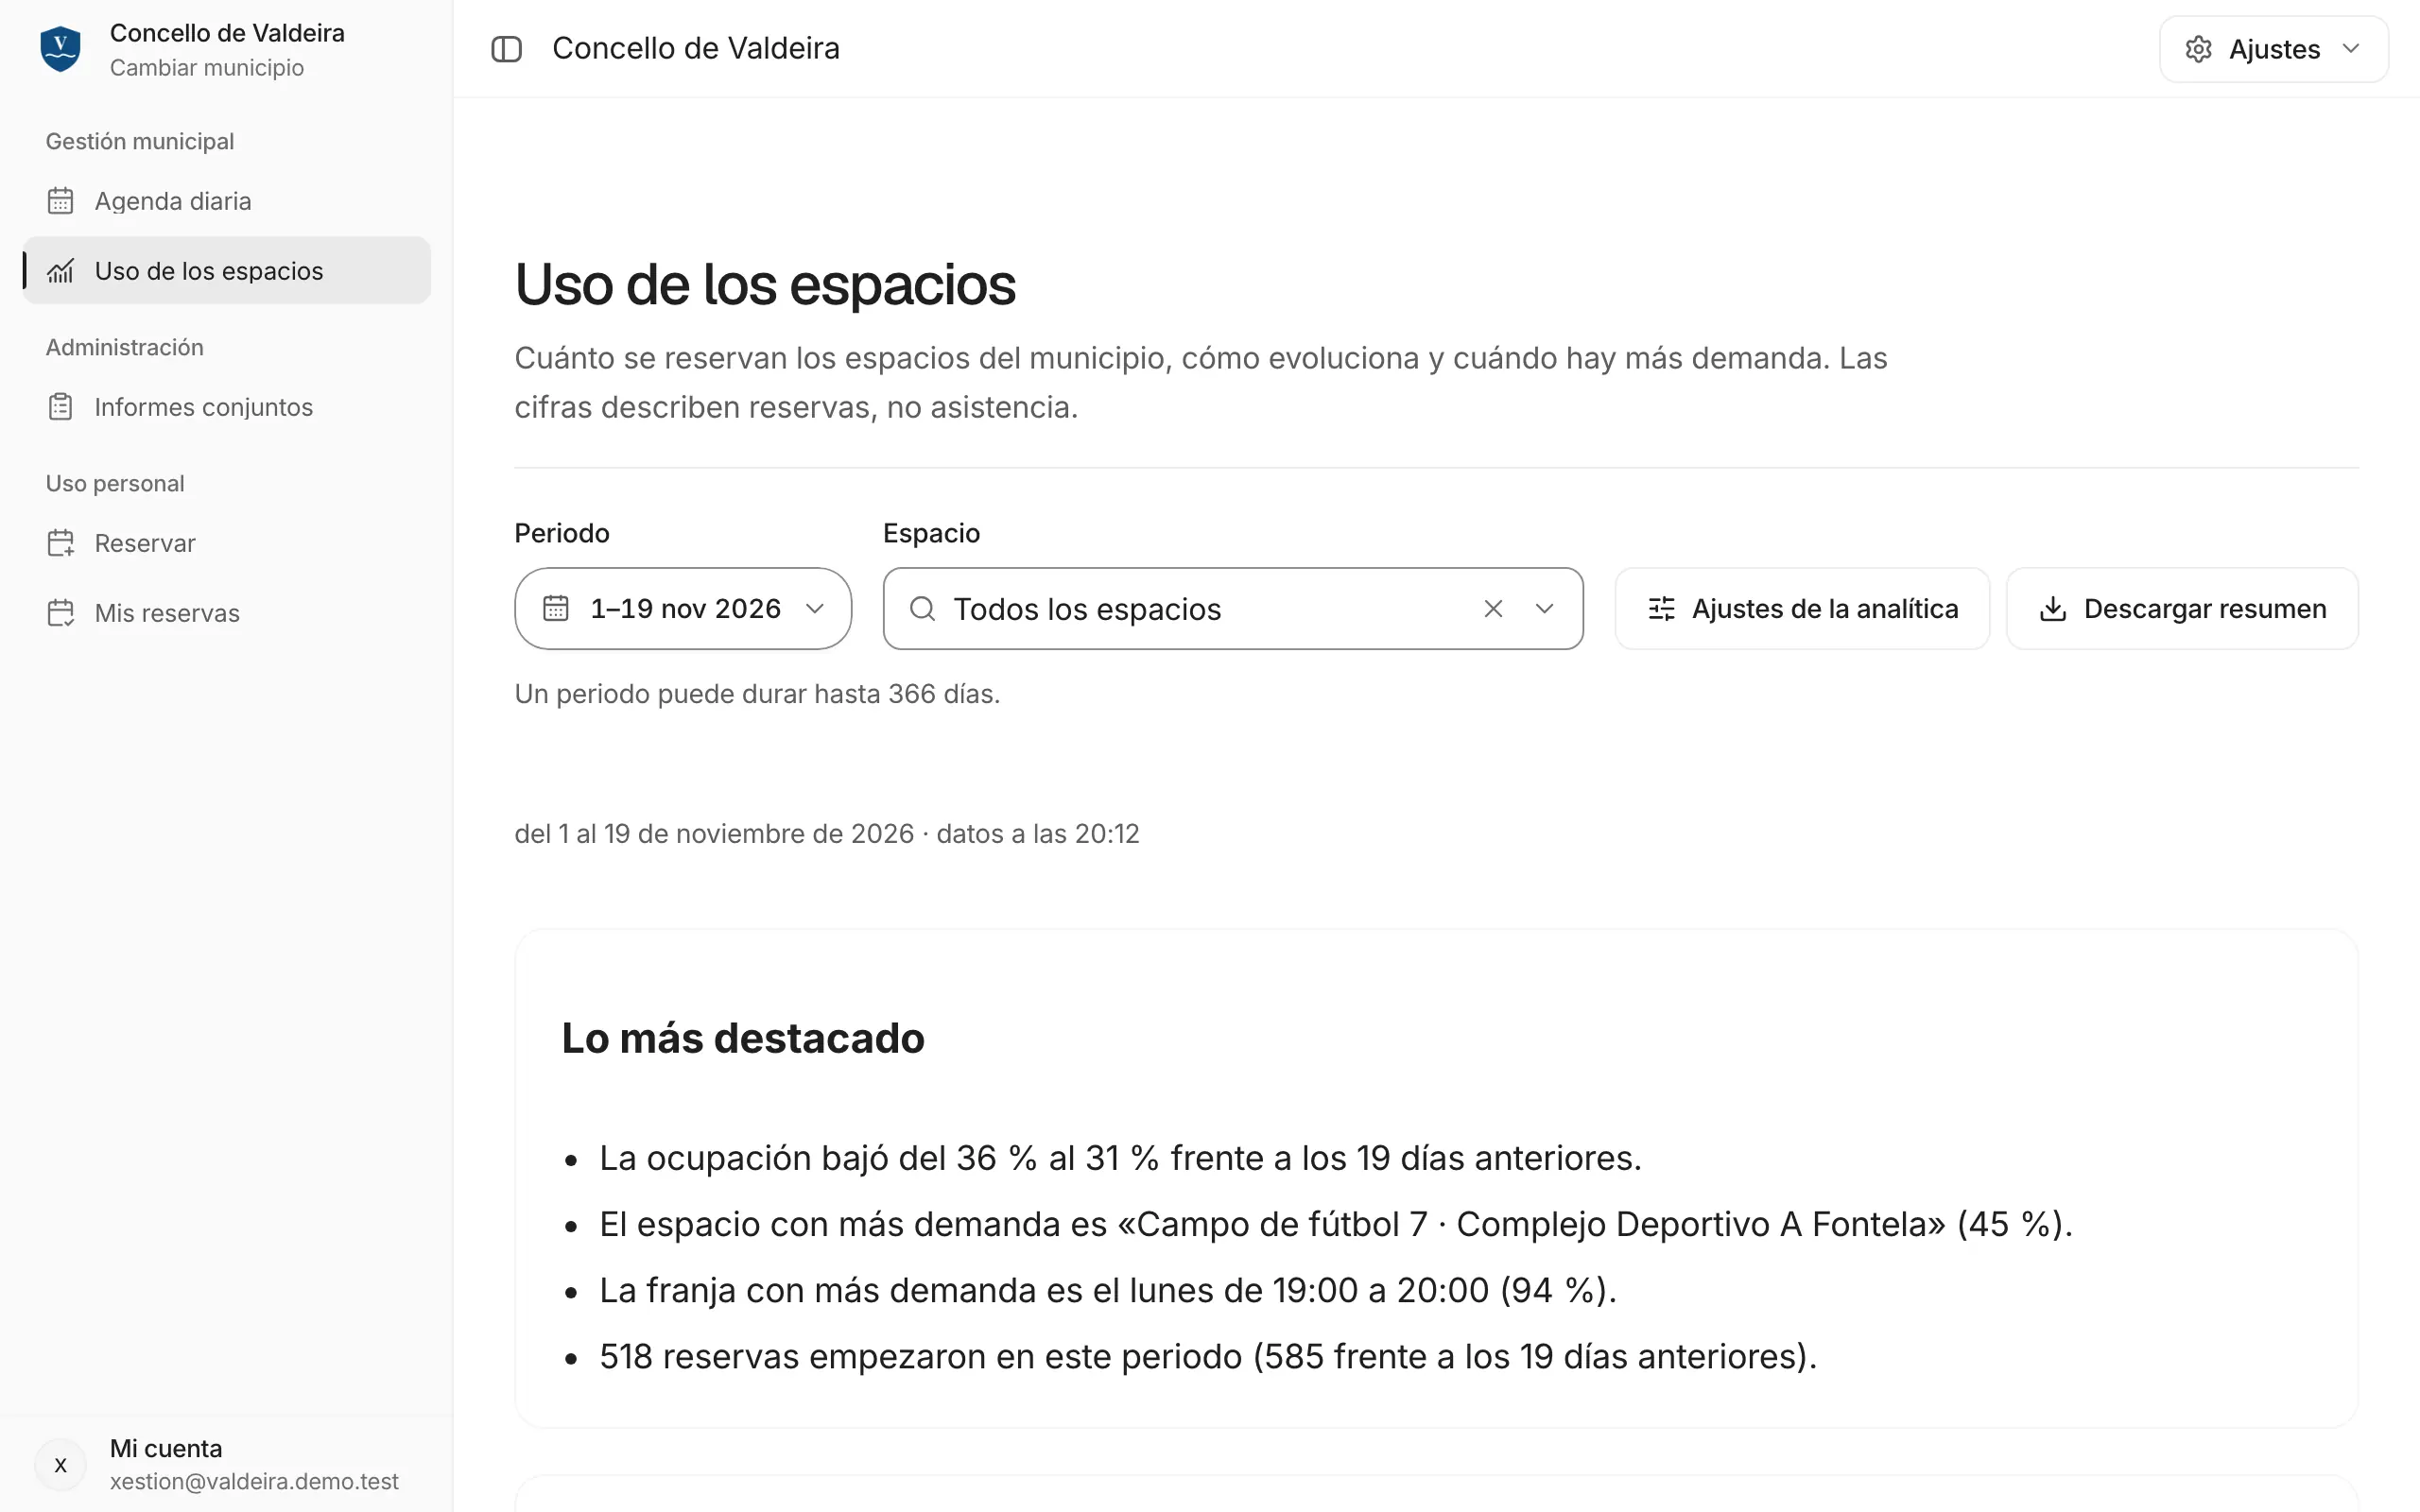 V
Concello de Valdeira
Cambiar municipio
Gestión municipal
Agenda diaria
Uso de los espacios
Administración
Informes conjuntos
Uso personal
Reservar
Mis reservas
X
Mi cuenta
xestion@valdeira.demo.test
Concello de Valdeira
Ajustes
Uso de los espacios
Cuánto se reservan los espacios del municipio, cómo evoluciona y cuándo hay más demanda. Las
cifras describen reservas, no asistencia.
Periodo
1–19 nov 2026
Espacio
Todos los espacios
Ajustes de la analítica
Descargar resumen
Un periodo puede durar hasta 366 días.
del 1 al 19 de noviembre de 2026 · datos a las 20:12
Lo más destacado
• La ocupación bajó del 36 % al 31 % frente a los 19 días anteriores.
• El espacio con más demanda es «Campo de fútbol 7 · Complejo Deportivo A Fontela» (45 %).
• La franja con más demanda es el lunes de 19:00 a 20:00 (94 %).
• 518 reservas empezaron en este periodo (585 frente a los 19 días anteriores).